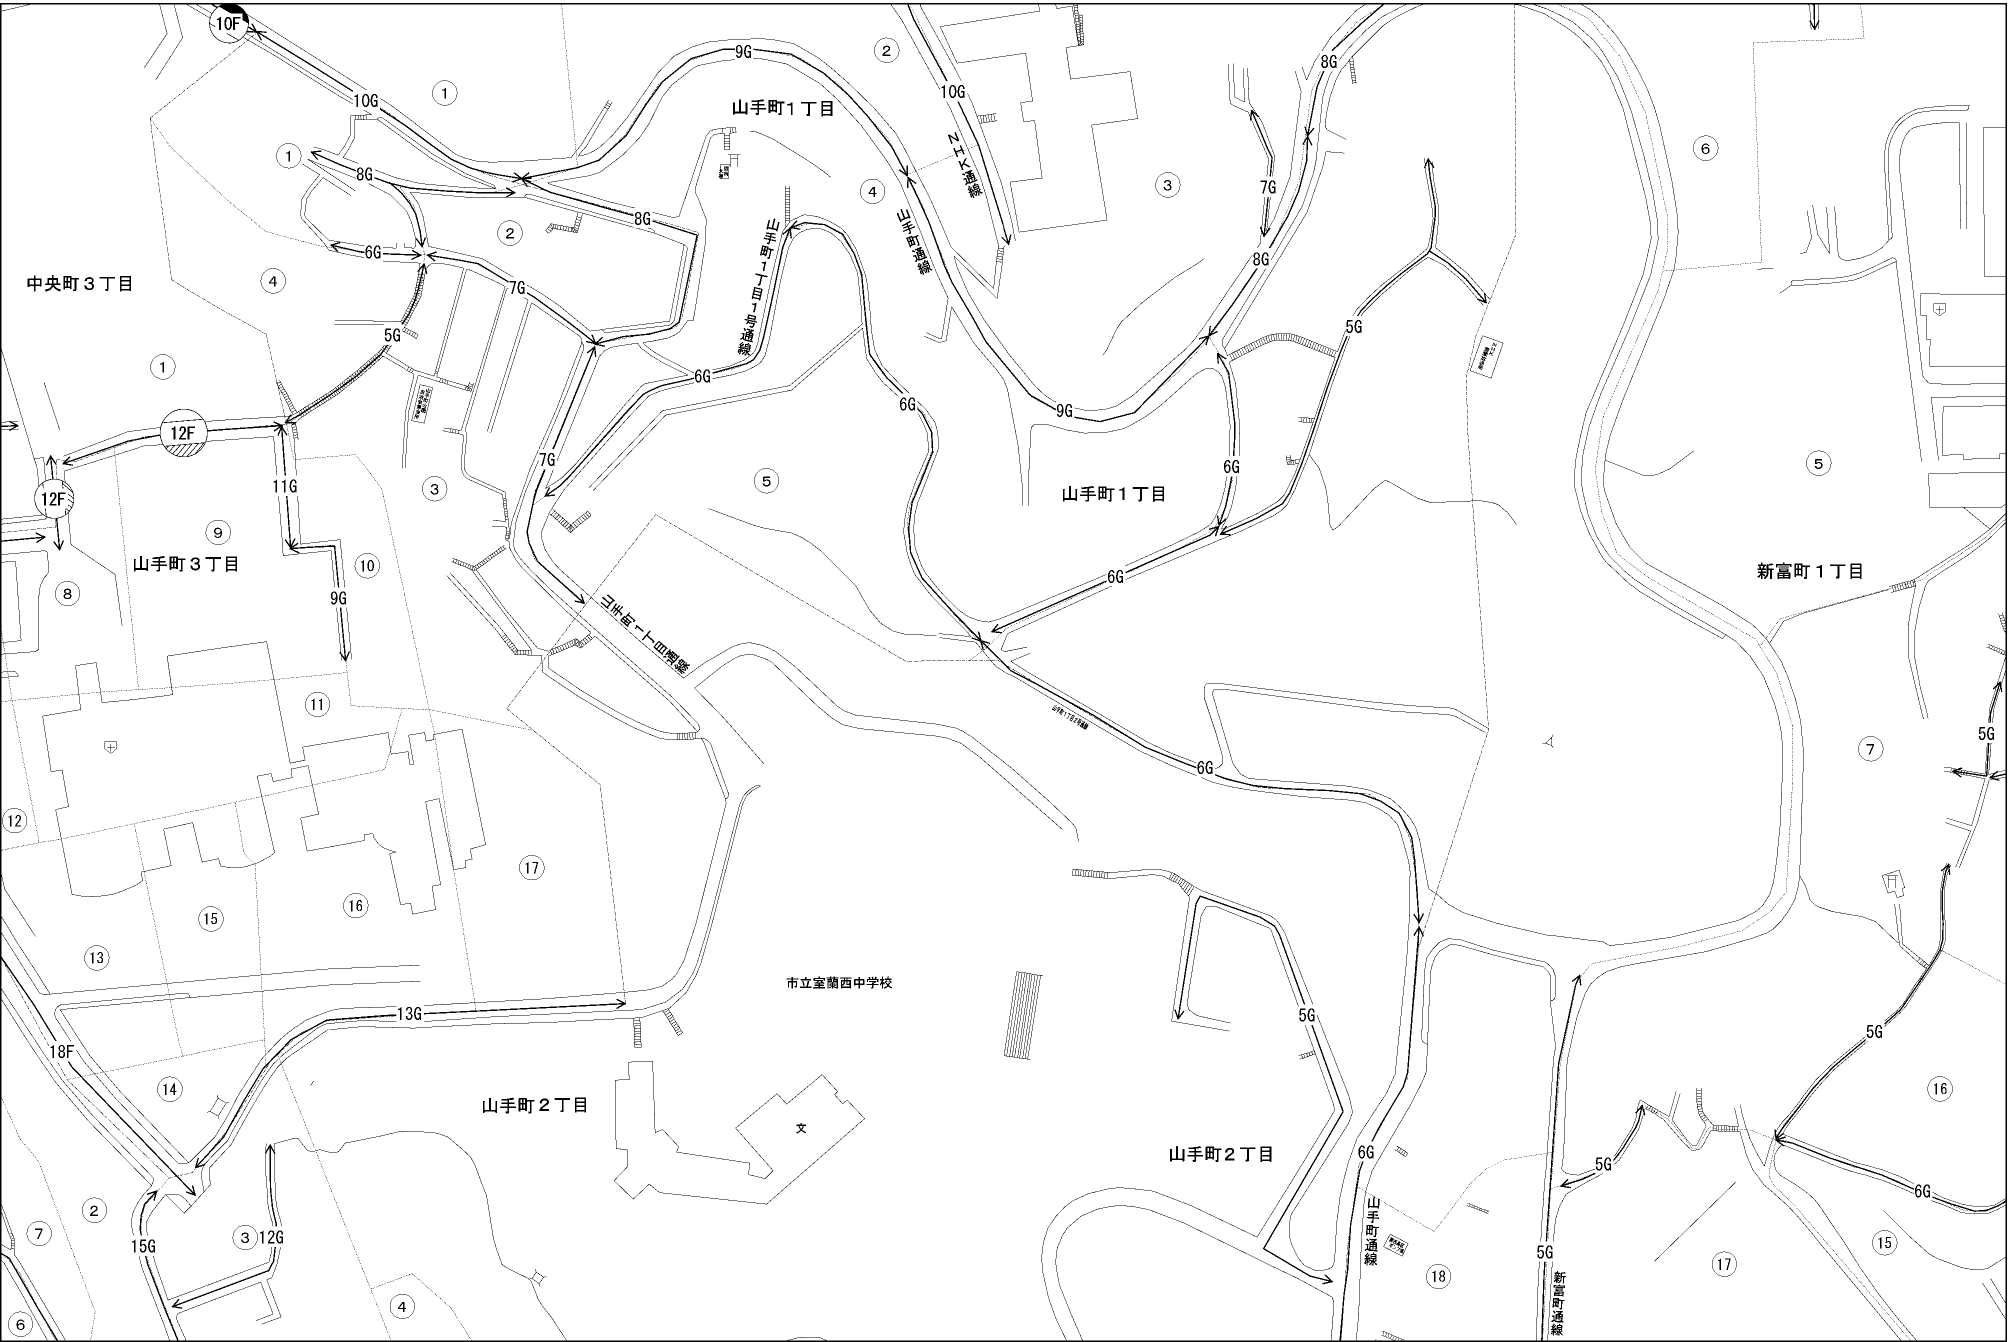 10F
10G
①
9G
②
山手町１丁目
10G
ヌエ通線
8G
⑥
①
8G
④
③
7G
8G
②
山手町１丁目１号通線
山手町通線
8G
6G
中央町３丁目
④
7G
5G
5G
①
6G
6G
9G
12F
7G
6G
⑤
12F
11G
③
⑤
山手町１丁目
⑨
山手町３丁目
⑩
6G
新富町１丁目
⑧
9G
山手町１丁目通線
⑪
6G
5G
⑦
⑫
⑰
⑯
⑮
⑬
市立室蘭西中学校
13G
5G
18F
5G
⑭
山手町２丁目
文
⑯
山手町２丁目
6G
5G
6G
②
⑦
③
12G
15G
山手町通線
5G
⑮
⑰
⑱
新富町通線
④
⑥